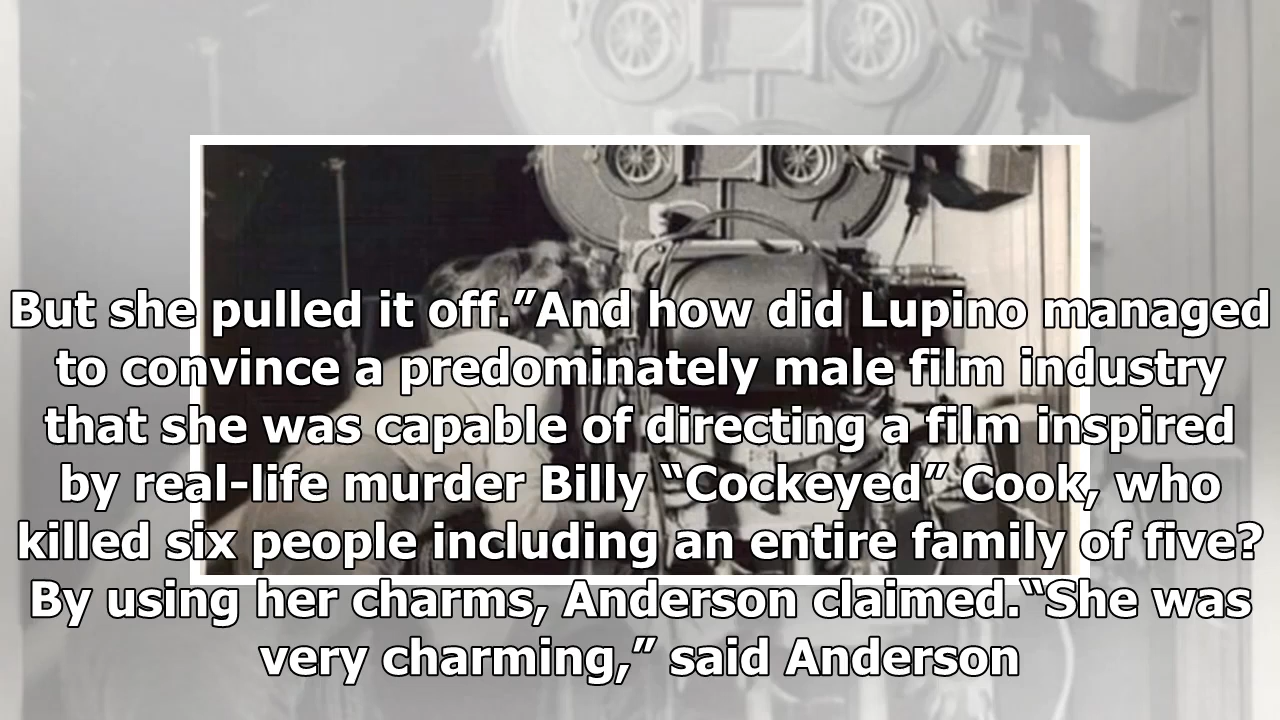 But she pulled it off.”And how did Lupino managed
to convince a predominately male film industry
that she was capable of directing a film inspired
by real-life murder Billy “Cockeyed” Cook, who
killed six people including an entire family of five?
By using her charms, Anderson claimed.“She was
very charming,” said Anderson